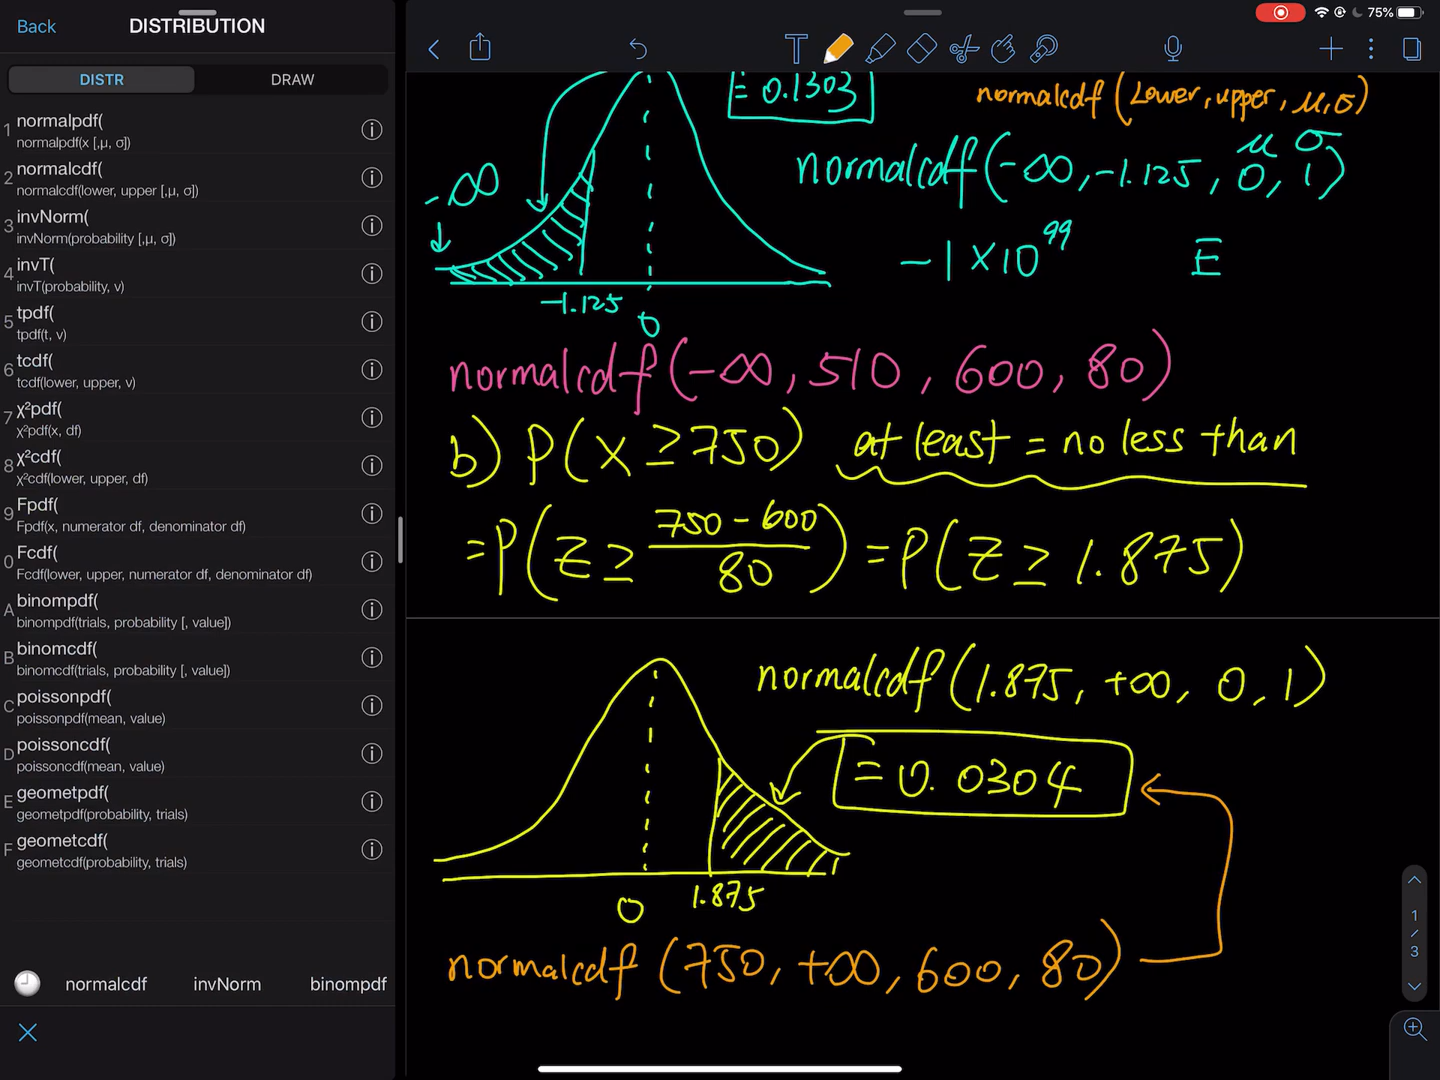 Back
DISTRIBUTION
75%
DISTR
DRAW
1 normalpdf(
normalpdf(x [,μ, σ])
2 normalcdf(
normalcdf(lower, upper [,μ, σ])
3 invNorm(
invNorm(probability [,μ, σ])
4 invT(
invT(probability, v)
5 tpdf(
tpdf(t, v)
6 tcdf(
tcdf(lower, upper, v)
7 χ²pdf(
χ²pdf(x, df)
8 χ²cdf(
χ²cdf(lower, upper, df)
9 Fpdf(
Fpdf(x, numerator df, denominator df)
0 Fcdf(
Fcdf(lower, upper, numerator df, denominator df)
A binompdf(
binompdf(trials, probability [, value])
B binomcdf(
binomcdf(trials, probability [, value])
C poissonpdf(
poissonpdf(mean, value)
D poissoncdf(
poissoncdf(mean, value)
E geometpdf(
geometpdf(probability, trials)
F geometcdf(
geometcdf(probability, trials)
normalcdf invNorm binompdf
= 0.1303
normalcdf (Lower, upper, μ, σ)
μ σ
normalcdf (-∞, -1.125, 0, 1)
-∞
-1 × 10^99 E
-1.125
0
normalcdf (-∞, 510, 600, 80)
b) P(x ≥ 750) at least = no less than
= P(Z ≥ (750 - 600)/80) = P(Z ≥ 1.875)
normalcdf (1.875, +∞, 0, 1)
= 0.0304
0 1.875
normalcdf (750, +∞, 600, 80)
1
/
3